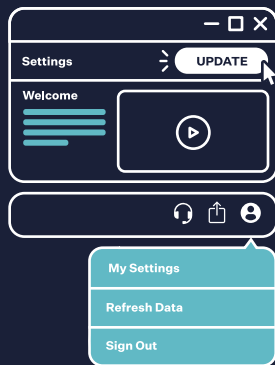 Settings
UPDATE
Welcome
My Settings
Refresh Data
Sign Out